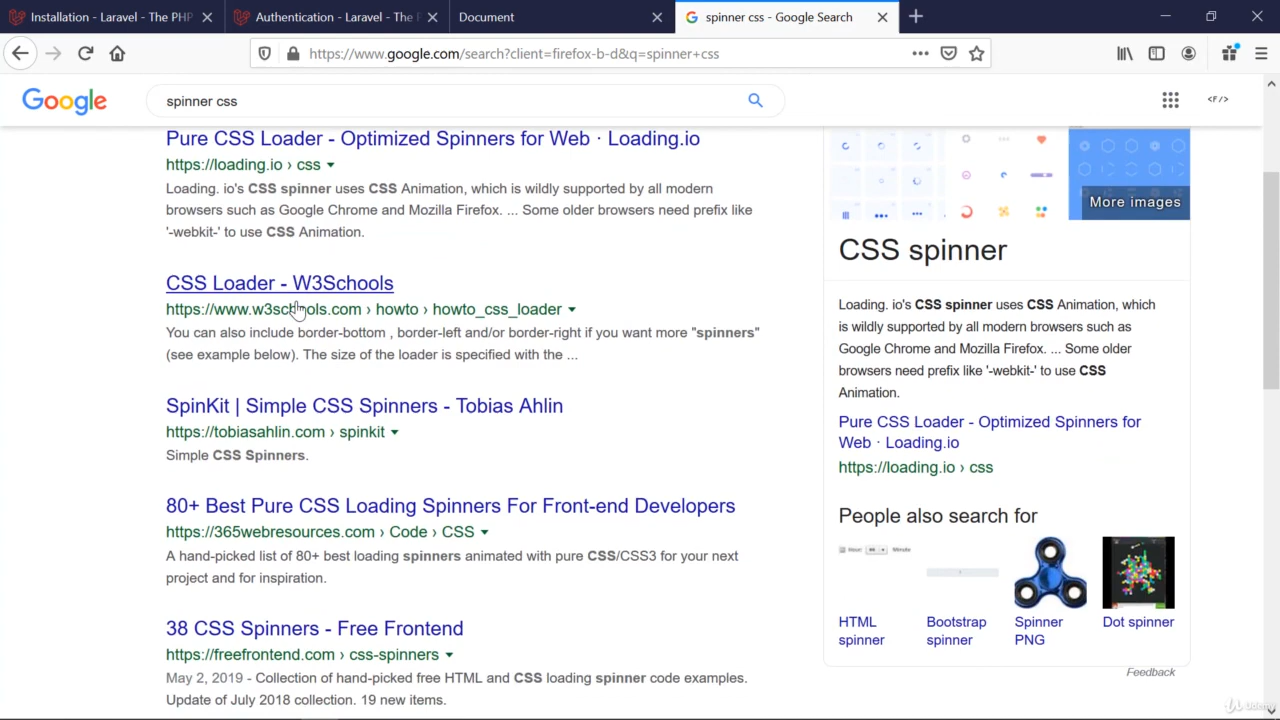 Installation - Laravel - The PHP
Authentication - Laravel - The P
Document
spinner css - Google Search
https://www.google.com/search?client=firefox-b-d&q=spinner+css
Google
spinner css
<F/>
Pure CSS Loader - Optimized Spinners for Web · Loading.io
https://loading.io › css
Loading. io's CSS spinner uses CSS Animation, which is wildly supported by all modern
browsers such as Google Chrome and Mozilla Firefox. ... Some older browsers need prefix like
'-webkit-' to use CSS Animation.
CSS Loader - W3Schools
https://www.w3schools.com › howto › howto_css_loader
You can also include border-bottom , border-left and/or border-right if you want more "spinners"
(see example below). The size of the loader is specified with the ...
SpinKit | Simple CSS Spinners - Tobias Ahlin
https://tobiasahlin.com › spinkit
Simple CSS Spinners.
80+ Best Pure CSS Loading Spinners For Front-end Developers
https://365webresources.com › Code › CSS
A hand-picked list of 80+ best loading spinners animated with pure CSS/CSS3 for your next
project and for inspiration.
38 CSS Spinners - Free Frontend
https://freefrontend.com › css-spinners
May 2, 2019 - Collection of hand-picked free HTML and CSS loading spinner code examples.
Update of July 2018 collection. 19 new items.
More images
CSS spinner
Loading. io's CSS spinner uses CSS Animation, which
is wildly supported by all modern browsers such as
Google Chrome and Mozilla Firefox. ... Some older
browsers need prefix like '-webkit-' to use CSS
Animation.
Pure CSS Loader - Optimized Spinners for
Web · Loading.io
https://loading.io › css
People also search for
Hour:
Minute
HTML
spinner
Bootstrap
spinner
Spinner
PNG
Dot spinner
Feedback
Udemy